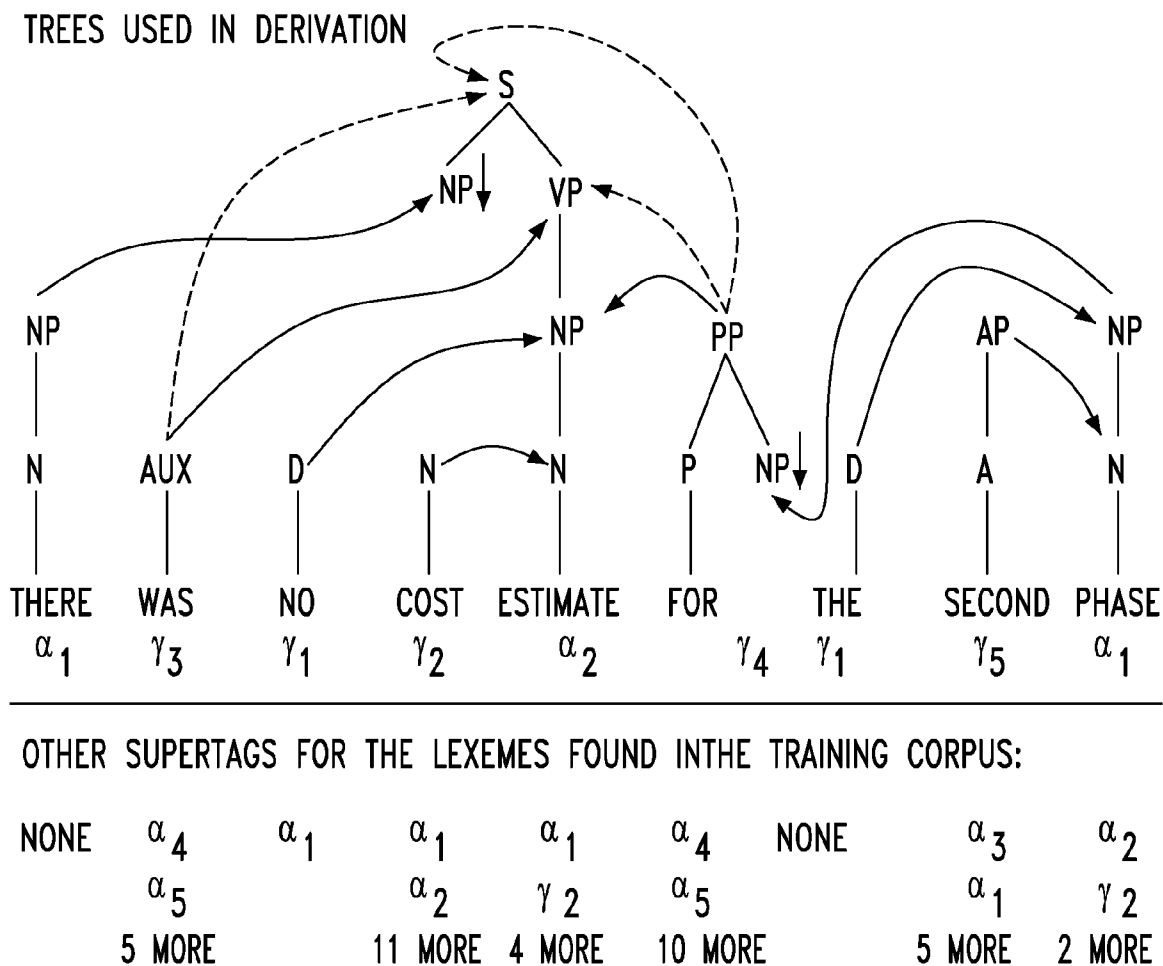 TREES USED IN DERIVATION
S
NP↓ VP
NP NP PP AP NP
N AUX D N N P NP↓ D A N
THERE WAS NO COST ESTIMATE FOR THE SECOND PHASE
α1 γ3 γ1 γ2 α2 γ4 γ1 γ5 α1
OTHER SUPERTAGS FOR THE LEXEMES FOUND INTHE TRAINING CORPUS:
NONE α4 α1 α1 α1 α4 NONE α3 α2
α5 α2 γ2 α5 α1 γ2
5 MORE 11 MORE 4 MORE 10 MORE 5 MORE 2 MORE